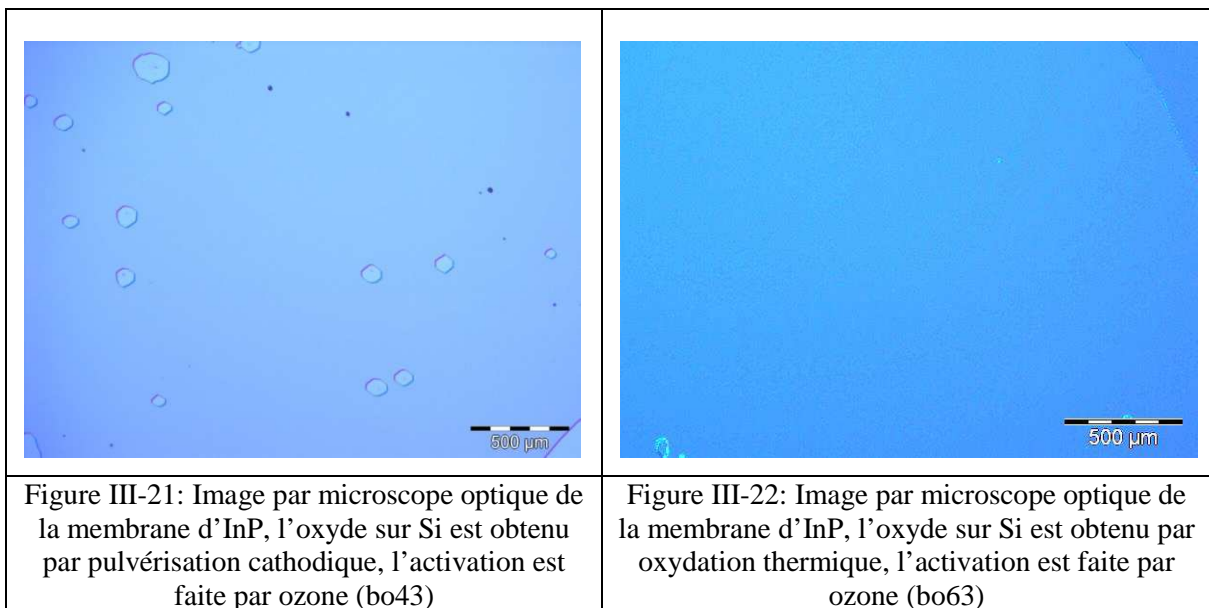 500 µm
500 µm
Figure III-21: Image par microscope optique de
la membrane d’InP, l’oxyde sur Si est obtenu
par pulvérisation cathodique, l’activation est
faite par ozone (bo43)
Figure III-22: Image par microscope optique de
la membrane d’InP, l’oxyde sur Si est obtenu par
oxydation thermique, l’activation est faite par
ozone (bo63)